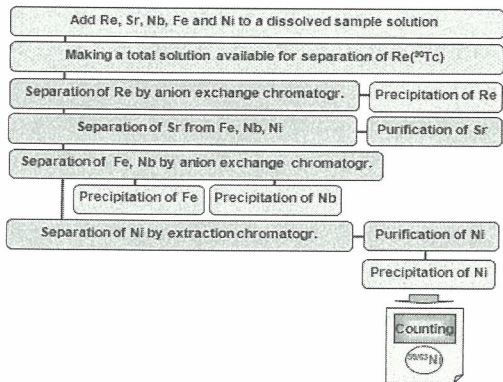 Add Re, Sr, Nb, Fe and Ni to a dissolved sample solution
Making a total solution available for separation of Re(⁹⁹Tc)
Separation of Re by anion exchange chromatogr.
Precipitation of Re
Separation of Sr from Fe, Nb, Ni
Purification of Sr
Separation of Fe, Nb by anion exchange chromatogr.
Precipitation of Fe
Precipitation of Nb
Separation of Ni by extraction chromatogr.
Purification of Ni
Precipitation of Ni
Counting
⁵⁹/⁶³Ni